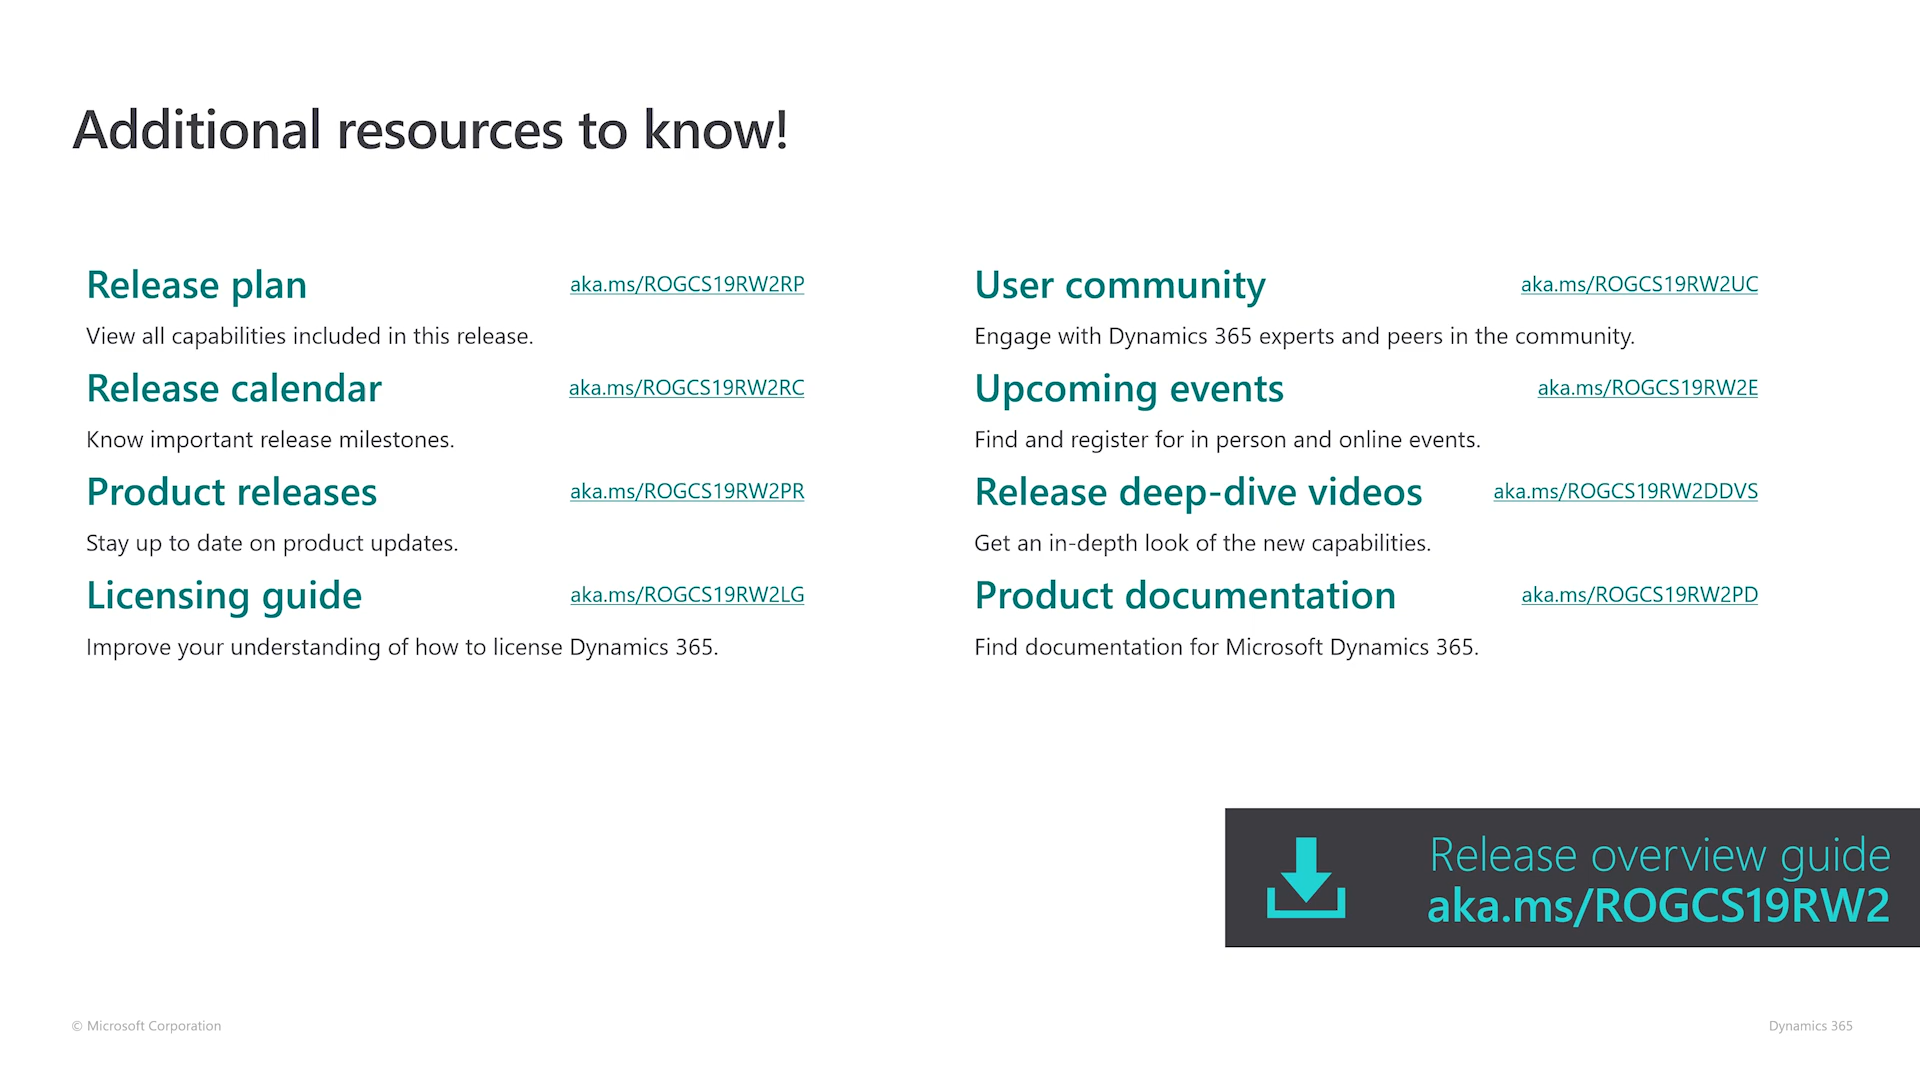 Additional resources to know!
Release plan aka.ms/ROGCS19RW2RP
View all capabilities included in this release.
Release calendar aka.ms/ROGCS19RW2RC
Know important release milestones.
Product releases aka.ms/ROGCS19RW2PR
Stay up to date on product updates.
Licensing guide aka.ms/ROGCS19RW2LG
Improve your understanding of how to license Dynamics 365.
User community aka.ms/ROGCS19RW2UC
Engage with Dynamics 365 experts and peers in the community.
Upcoming events aka.ms/ROGCS19RW2E
Find and register for in person and online events.
Release deep-dive videos aka.ms/ROGCS19RW2DDVS
Get an in-depth look of the new capabilities.
Product documentation aka.ms/ROGCS19RW2PD
Find documentation for Microsoft Dynamics 365.
Release overview guide
aka.ms/ROGCS19RW2
© Microsoft Corporation
Dynamics 365